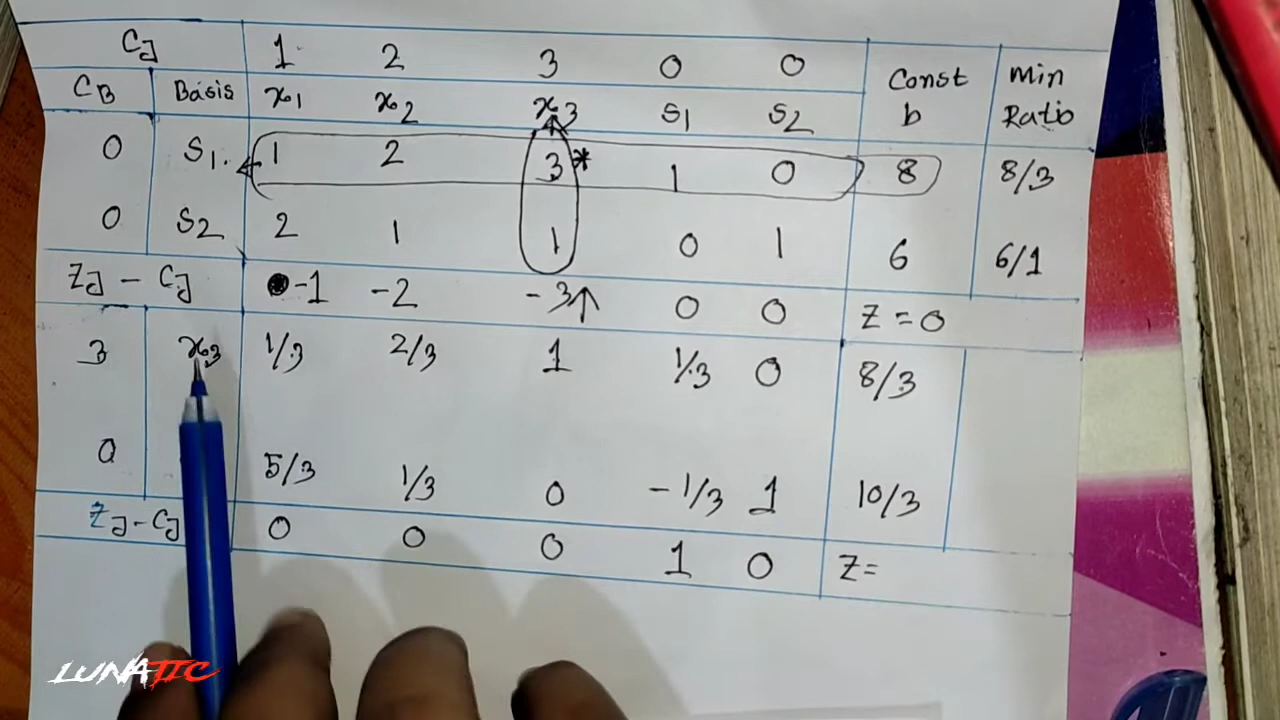 CJ 1 2 3 0 0 Const b Min Ratio
CB Basis x1 x2 x3 S1 S2
0 S1 1 2 3* 1 0 8 8/3
0 S2 2 1 1 0 1 6 6/1
ZJ - CJ -1 -2 -3↑ 0 0 Z = 0
3 x3 1/3 2/3 1 1/3 0 8/3
0 5/3 1/3 0 -1/3 1 10/3
ZJ - CJ 0 0 0 1 0 Z =
LUNATIC